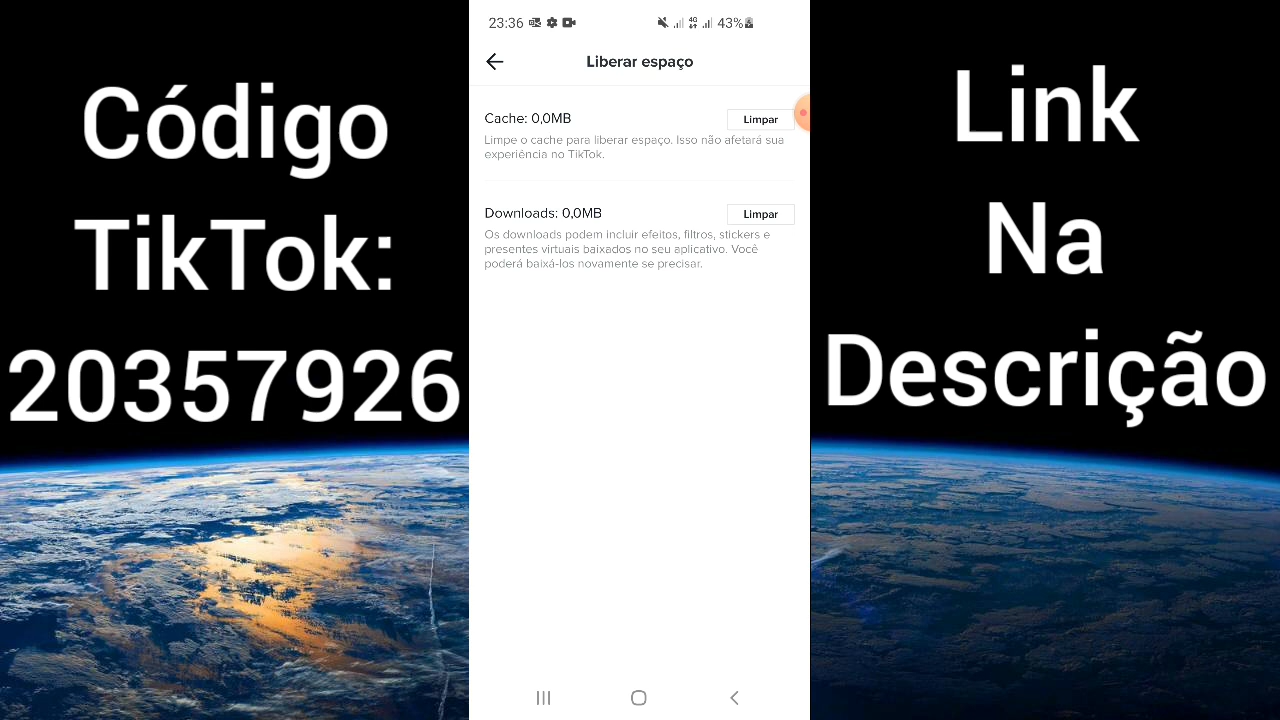 Código
TikTok:
20357926
23:36
4G
43%
Liberar espaço
Cache: 0,0MB
Limpar
Limpe o cache para liberar espaço. Isso não afetará sua
experiência no TikTok.
Downloads: 0,0MB
Limpar
Os downloads podem incluir efeitos, filtros, stickers e
presentes virtuais baixados no seu aplicativo. Você
poderá baixá-los novamente se precisar.
Link
Na
Descrição